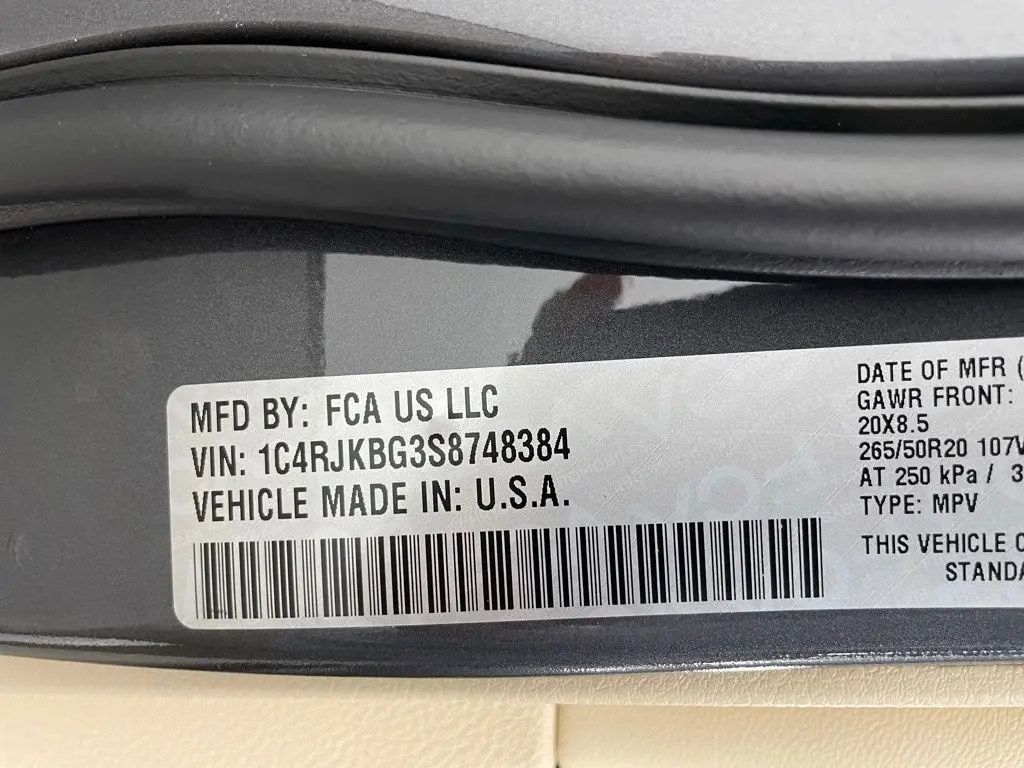 MFD BY: FCA US LLC
VIN: 1C4RJKBG3S8748384
VEHICLE MADE IN: U.S.A.
DATE OF MFR (
GAWR FRONT:
20X8.5
265/50R20 107V
AT 250 kPa / 3
TYPE: MPV
THIS VEHICLE
STANDA